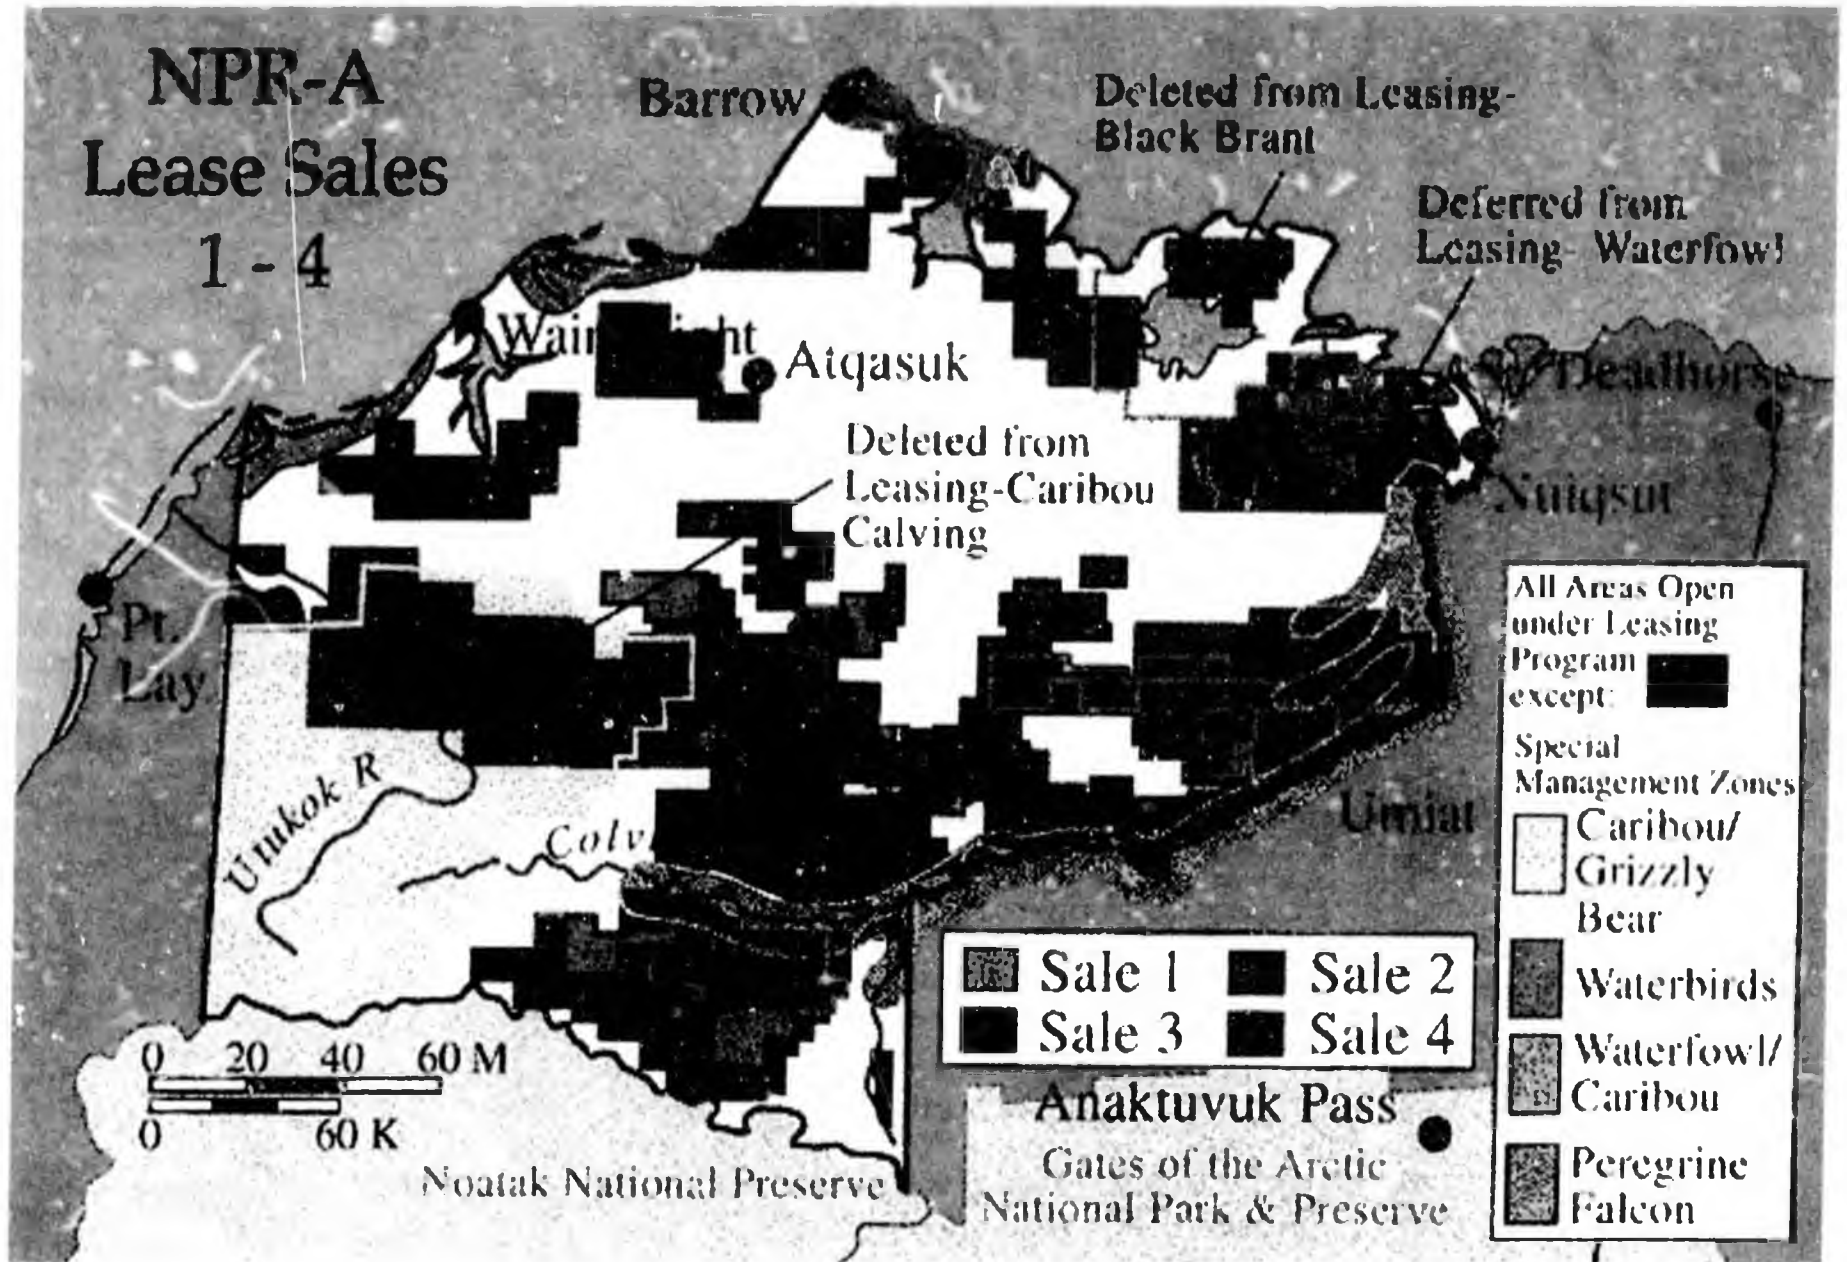 NPR-A
Lease Sales
1 - 4
Barrow
Deleted from Leasing-
Black Brant
Deferred from
Leasing- Waterfowl
Atqasuk
Deadhorse
Deleted from
Leasing-Caribou
Calving
Nuiqsut
Pt.
Lay
Utukok R
Colvi
Umiat
All Areas Open
under Leasing
Program
except:
Special
Management Zones
Caribou/
Grizzly
Bear
Waterbirds
Waterfowl/
Caribou
Peregrine
Falcon
Sale 1
Sale 2
Sale 3
Sale 4
0 20 40 60 M
0 60 K
Anaktuvuk Pass
Gates of the Arctic
National Park & Preserve
Noatak National Preserve